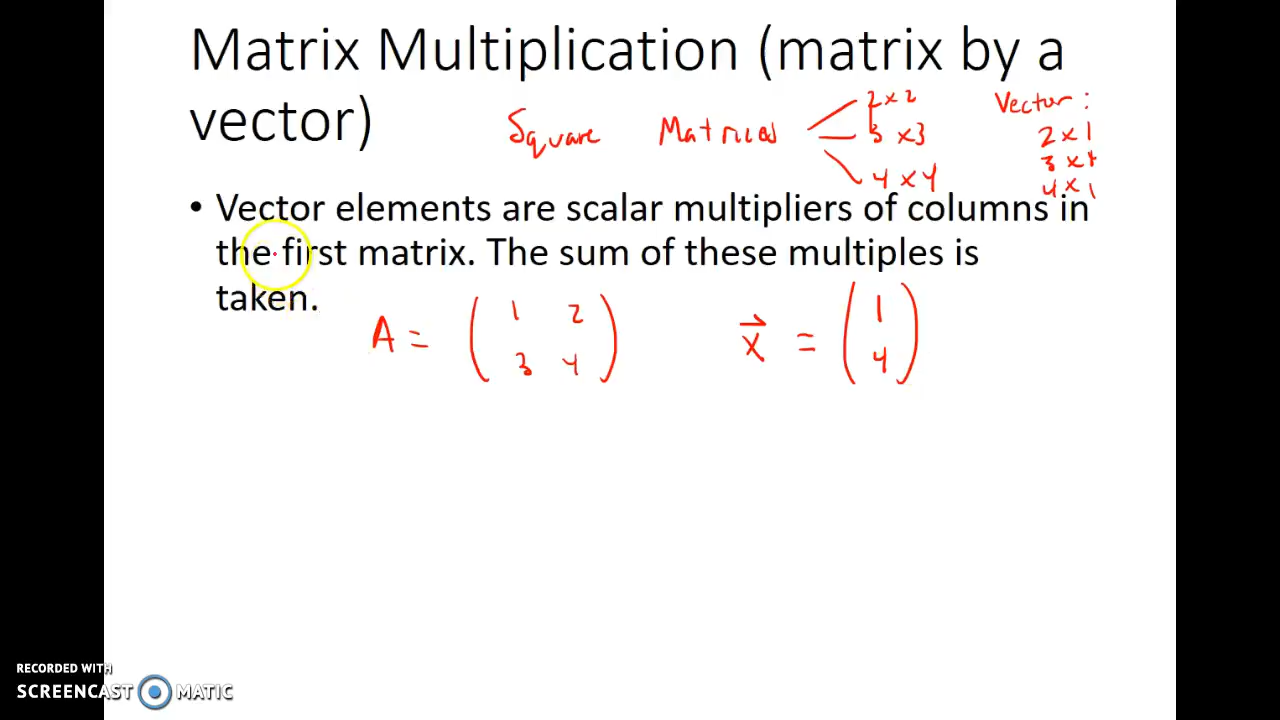 Matrix Multiplication (matrix by a
vector)
Square Matrices
2 x 2
3 x 3
4 x 4
Vector :
2 x 1
3 x 1
4 x 1
• Vector elements are scalar multipliers of columns in
the first matrix. The sum of these multiples is
taken.
A = ( 1 2
3 4 )
x⃗ = ( 1
4 )
RECORDED WITH
SCREENCAST MATIC